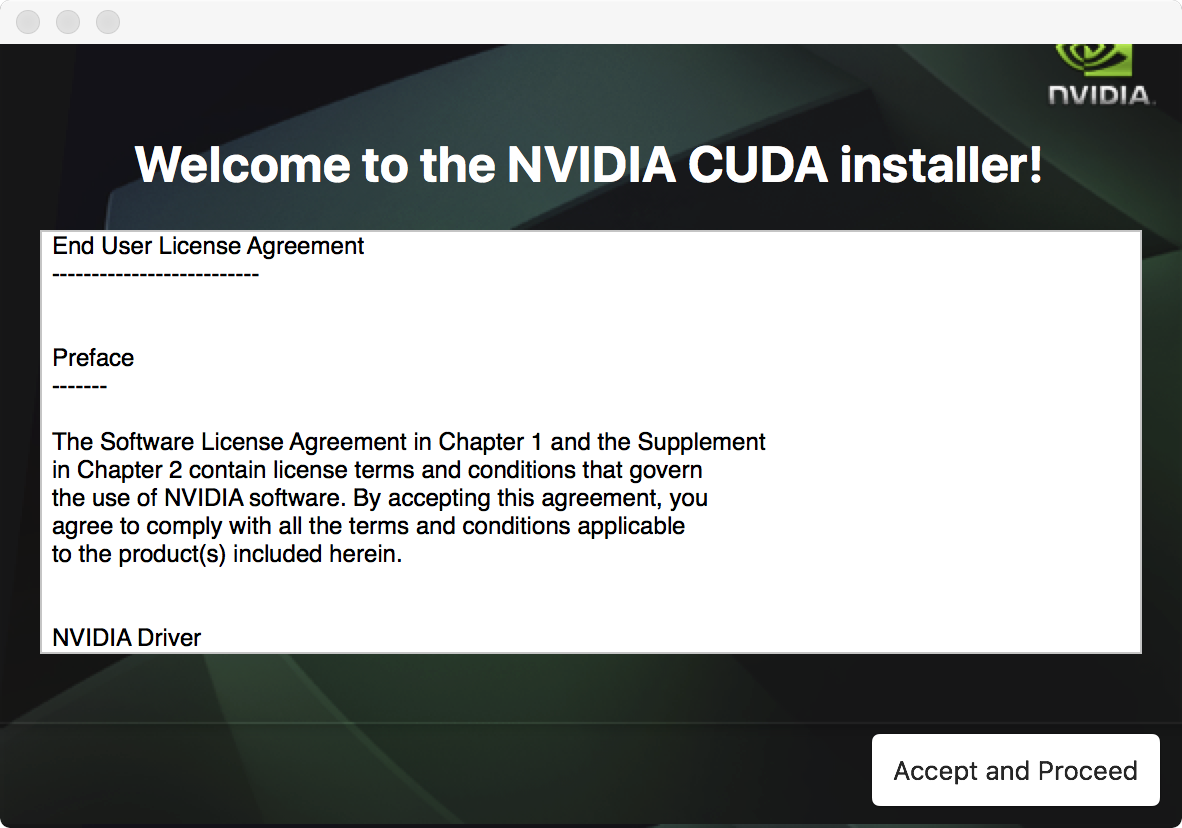 NVIDIA.
Welcome to the NVIDIA CUDA installer!
End User License Agreement
--------------------------
Preface
-------
The Software License Agreement in Chapter 1 and the Supplement
in Chapter 2 contain license terms and conditions that govern
the use of NVIDIA software. By accepting this agreement, you
agree to comply with all the terms and conditions applicable
to the product(s) included herein.
NVIDIA Driver
Accept and Proceed